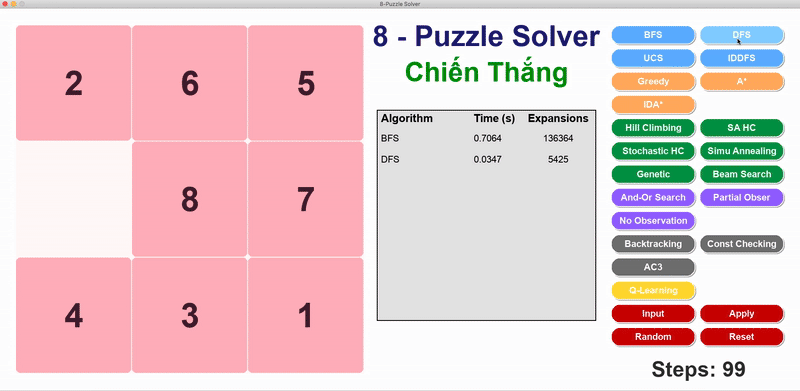 8-Puzzle Solver
2 6 5
8 7
4 3 1
8 - Puzzle Solver
Chiến Thắng
Algorithm Time (s) Expansions
BFS 0.7064 136364
DFS 0.0347 5425
BFS DFS
UCS IDDFS
Greedy A*
IDA*
Hill Climbing SA HC
Stochastic HC Simu Annealing
Genetic Beam Search
And-Or Search Partial Obser
No Observation
Backtracking Const Checking
AC3
Q-Learning
Input Apply
Random Reset
Steps: 99